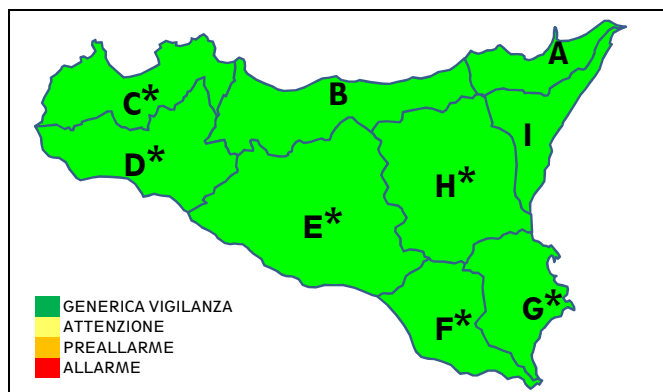 A
B
C*
I
D*
H*
E*
G*
F*
GENERICA VIGILANZA
ATTENZIONE
PREALLARME
ALLARME